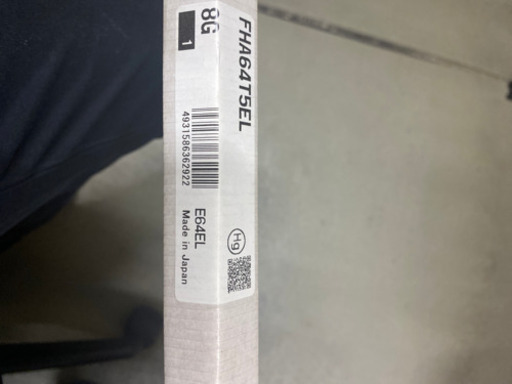 FHA64T5EL
8G
1
4931586362922
E64EL
Made in Japan
Hg